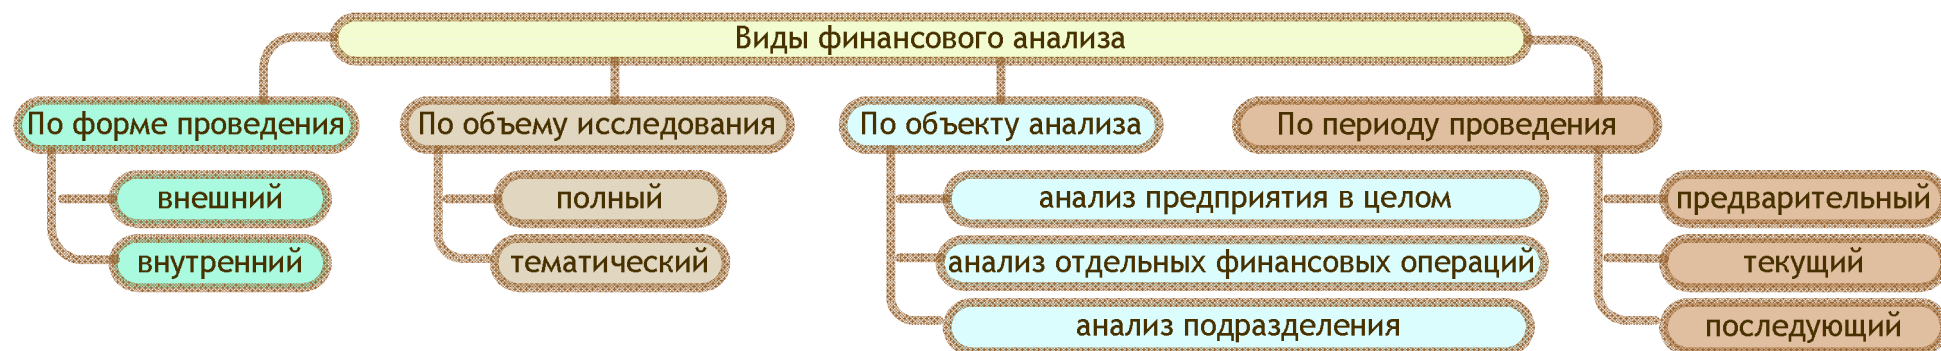 Виды финансового анализа
По форме проведения
внешний
внутренний
По объему исследования
полный
тематический
По объекту анализа
анализ предприятия в целом
анализ отдельных финансовых операций
анализ подразделения
По периоду проведения
предварительный
текущий
последующий